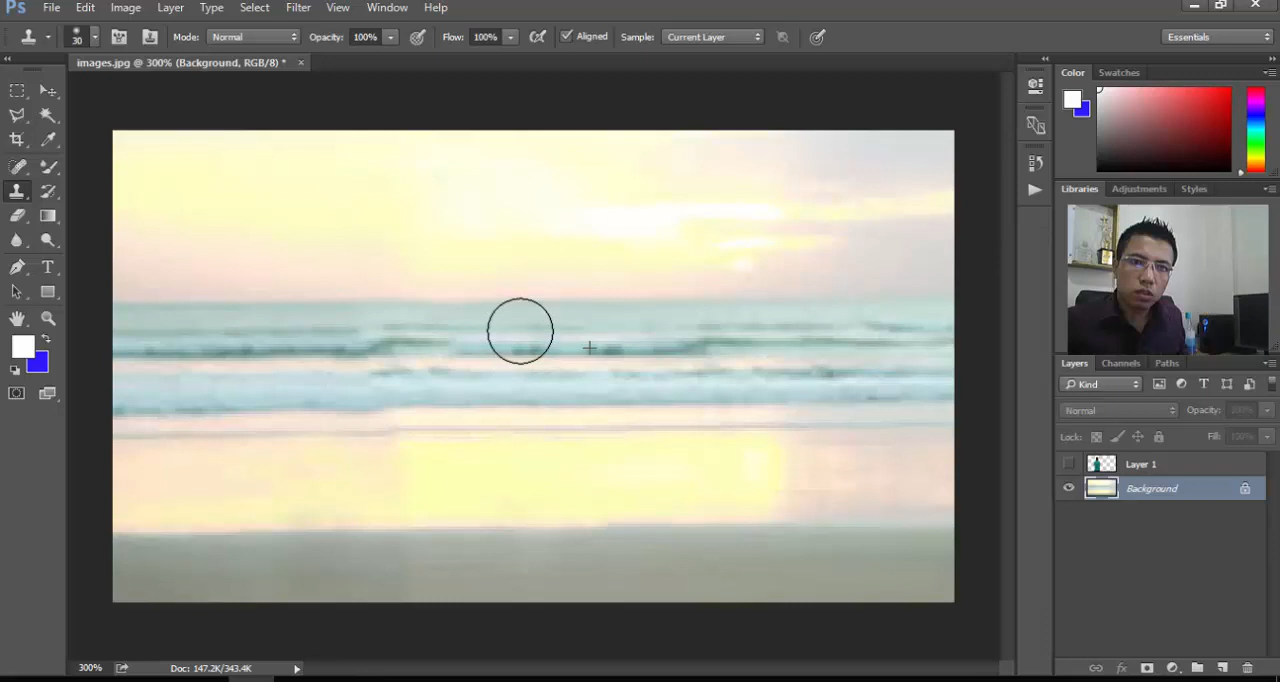 Ps File Edit Image Layer Type Select Filter View Window Help
30 Mode: Normal Opacity: 100% Flow: 100% Aligned Sample: Current Layer Essentials
images.jpg @ 300% (Background, RGB/8) * ×
Color Swatches
Libraries Adjustments Styles
Layers Channels Paths
Kind
Normal Opacity: 100%
Lock: Fill: 100%
Layer 1
Background
300% Doc: 147.2K/343.4K